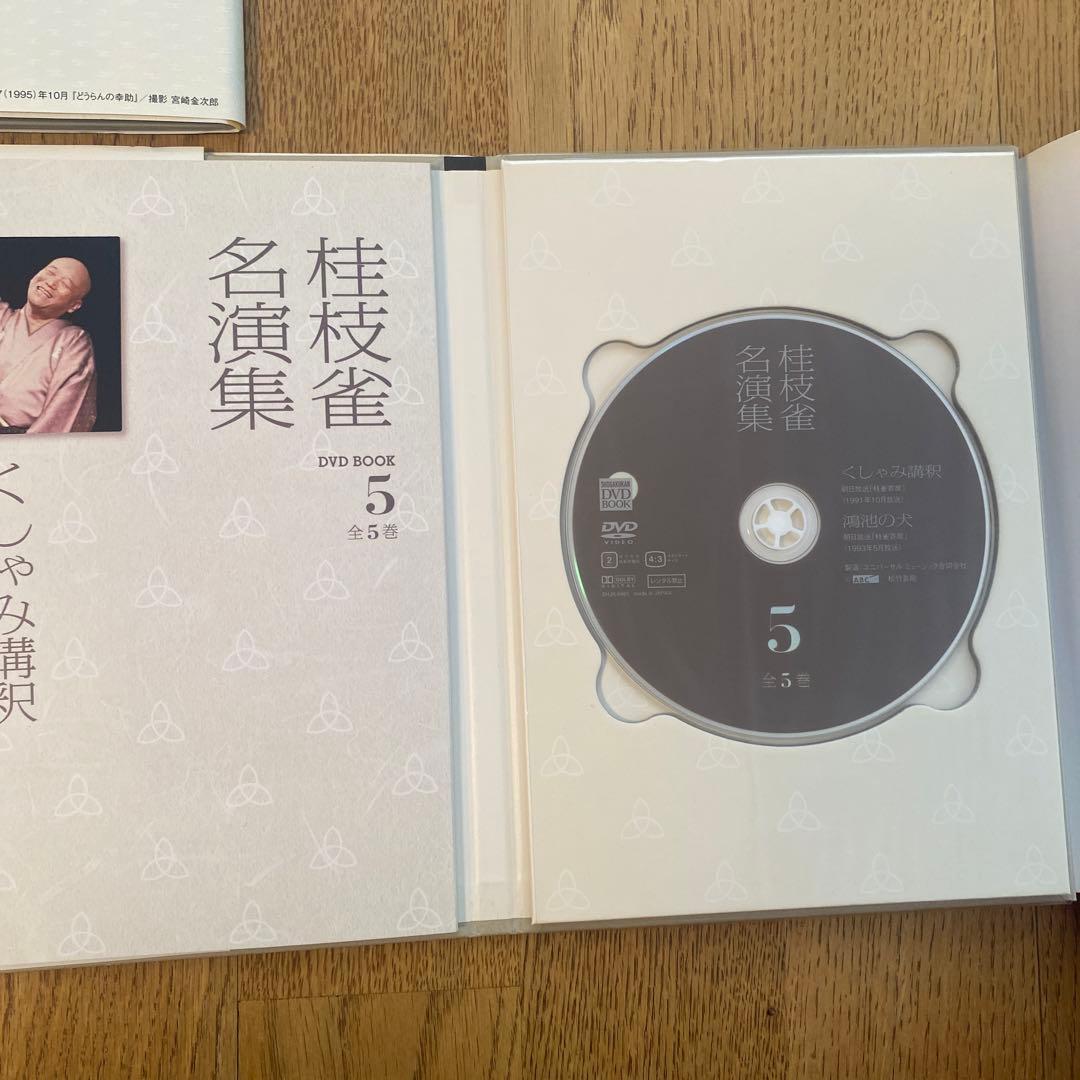 7(1995)年10月『どうらんの幸助』／撮影 宮崎金次郎
桂枝雀
名演集
DVD BOOK
5
全5巻
くしゃみ講釈
桂枝雀
名演集
SHOGAKUKAN
DVD
BOOK
DVD
VIDEO
2
4:3
DOLBY
DIGITAL
レンタル禁止
made in JAPAN
くしゃみ講釈
朝日放送「枝雀寄席」
(1991年10月放送)
鴻池の犬
朝日放送「枝雀寄席」
(1993年5月放送)
製造：ユニバーサル ミュージック合同会社
ABC
松竹芸能
5
全5巻